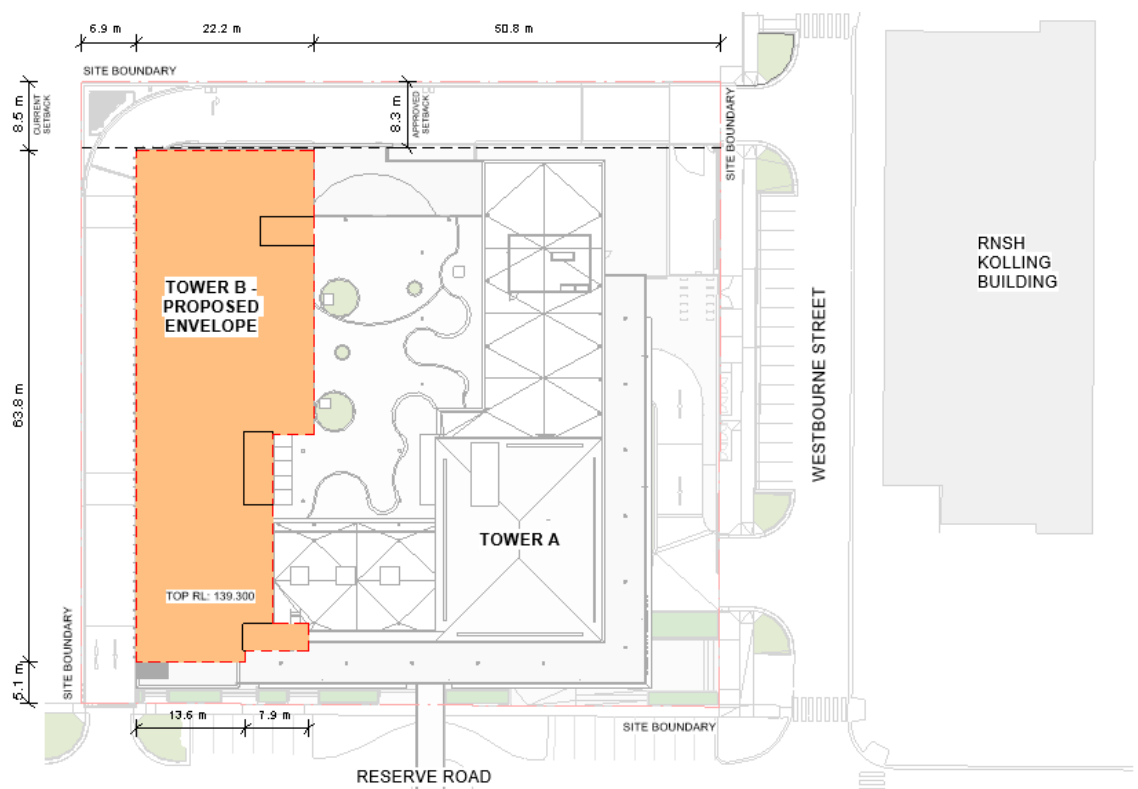 6.9 m
22.2 m
50.8 m
SITE BOUNDARY
8.5 m
CURRENT
SETBACK
8.3 m
APPROVED
SETBACK
SITE BOUNDARY
TOWER B -
PROPOSED
ENVELOPE
RNSH
KOLLING
BUILDING
WESTBOURNE STREET
63.8 m
TOWER A
TOP RL: 139.300
SITE BOUNDARY
5.1 m
13.6 m
7.9 m
SITE BOUNDARY
RESERVE ROAD